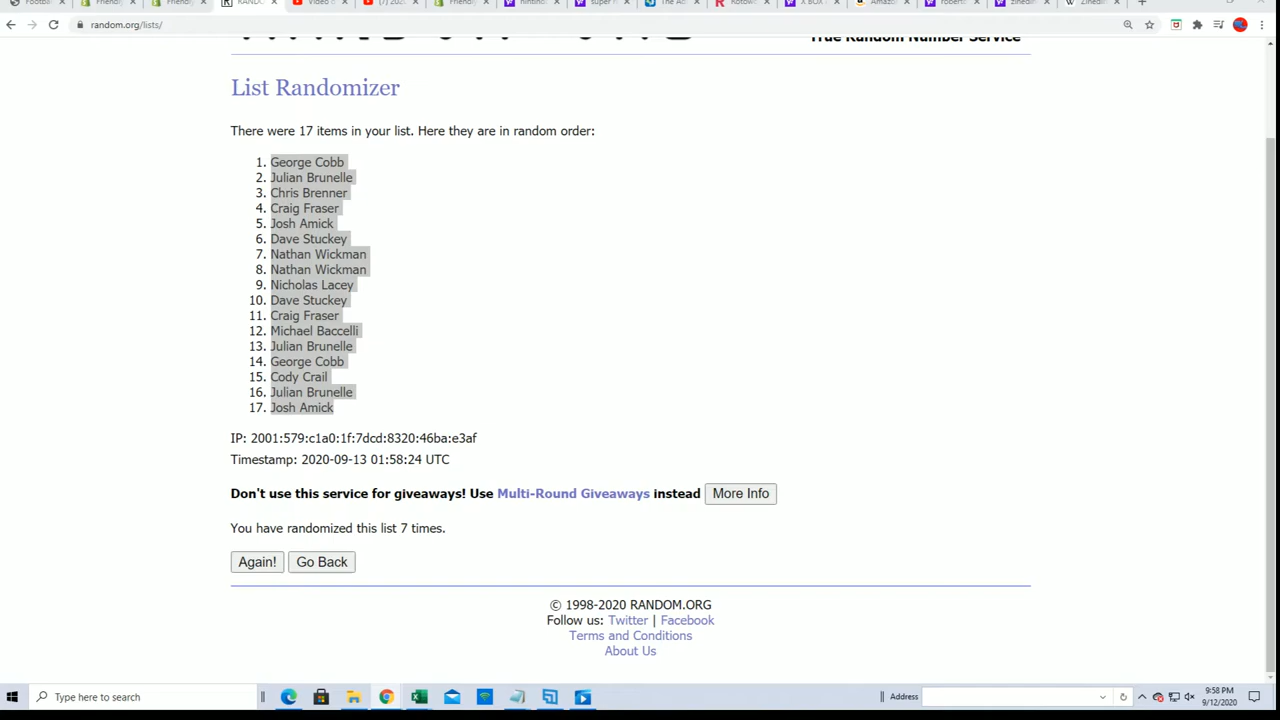 random.org/lists/
True Random Number Service
List Randomizer
There were 17 items in your list. Here they are in random order:
1. George Cobb
2. Julian Brunelle
3. Chris Brenner
4. Craig Fraser
5. Josh Amick
6. Dave Stuckey
7. Nathan Wickman
8. Nathan Wickman
9. Nicholas Lacey
10. Dave Stuckey
11. Craig Fraser
12. Michael Baccelli
13. Julian Brunelle
14. George Cobb
15. Cody Crail
16. Julian Brunelle
17. Josh Amick
IP: 2001:579:c1a0:1f:7dcd:8320:46ba:e3af
Timestamp: 2020-09-13 01:58:24 UTC
Don't use this service for giveaways! Use Multi-Round Giveaways instead More Info
You have randomized this list 7 times.
Again! Go Back
© 1998-2020 RANDOM.ORG
Follow us: Twitter | Facebook
Terms and Conditions
About Us
Type here to search
Address
9:58 PM
9/12/2020